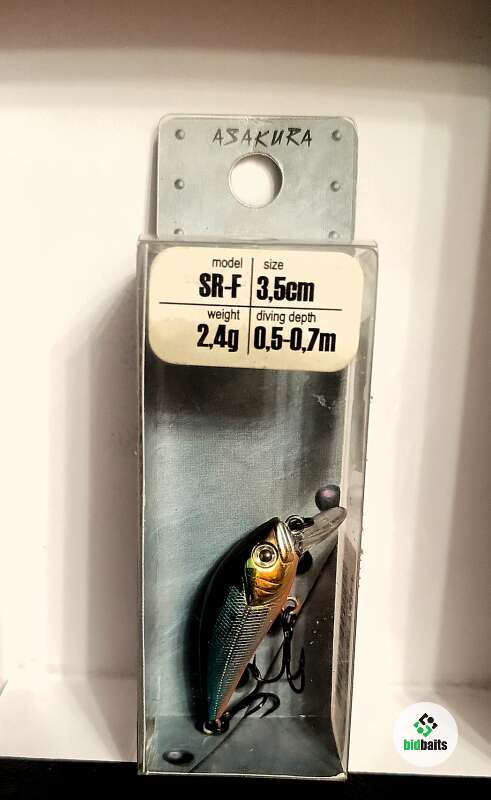 ASAKURA
model size
SR-F 3,5cm
weight diving depth
2,4g 0,5-0,7m
bidbaits